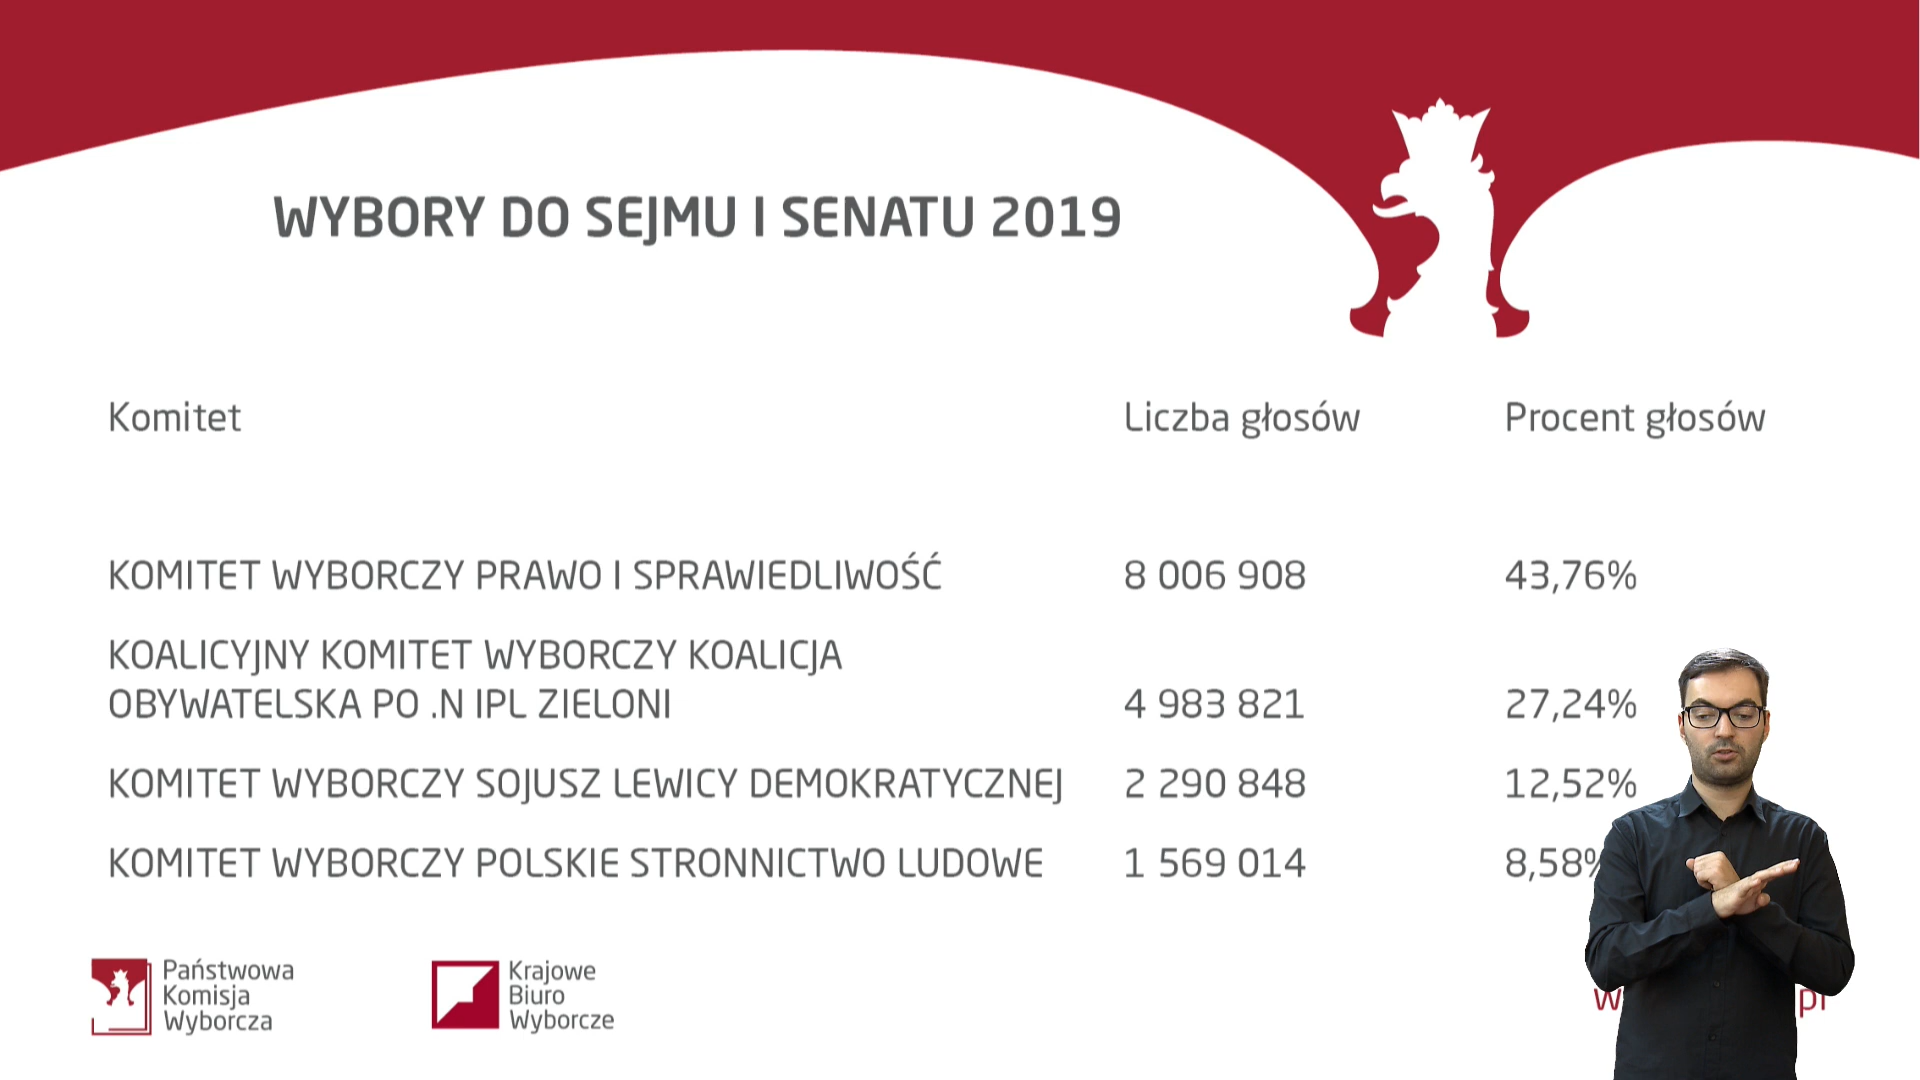 WYBORY DO SEJMU I SENATU 2019
Komitet Liczba głosów Procent głosów
KOMITET WYBORCZY PRAWO I SPRAWIEDLIWOŚĆ 8 006 908 43,76%
KOALICYJNY KOMITET WYBORCZY KOALICJA
OBYWATELSKA PO .N IPL ZIELONI 4 983 821 27,24%
KOMITET WYBORCZY SOJUSZ LEWICY DEMOKRATYCZNEJ 2 290 848 12,52%
KOMITET WYBORCZY POLSKIE STRONNICTWO LUDOWE 1 569 014 8,58%
Państwowa
Komisja
Wyborcza
Krajowe
Biuro
Wyborcze